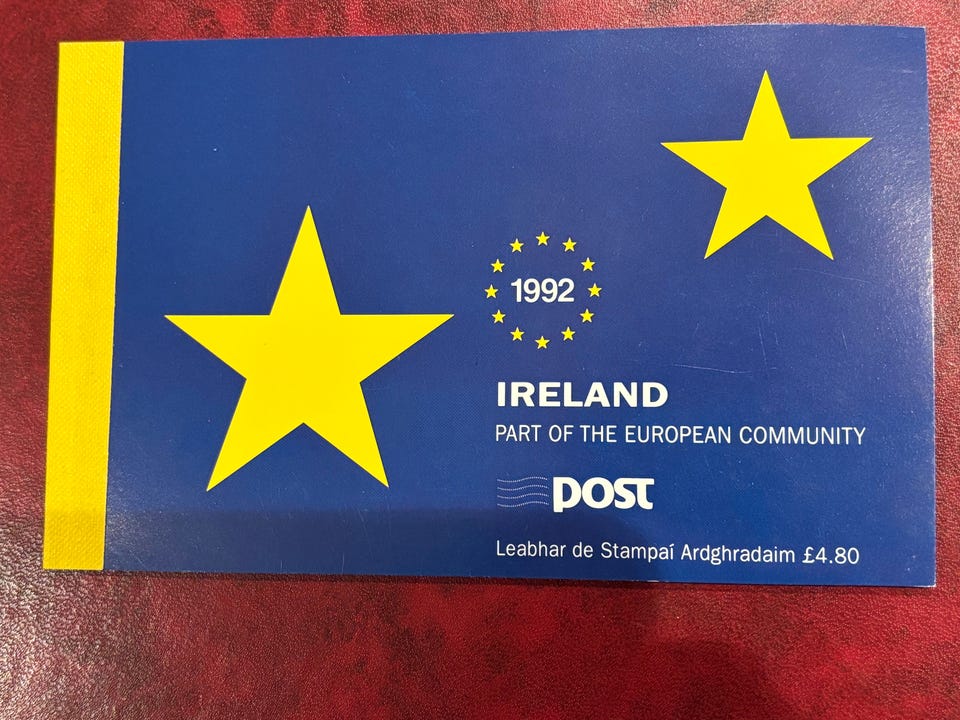 1992
IRELAND
PART OF THE EUROPEAN COMMUNITY
POST
Leabhar de Stampaí Ardghradaim £4.80